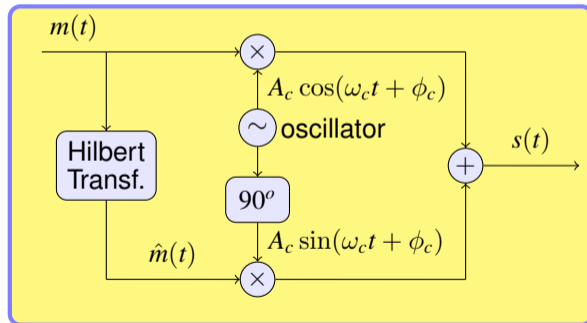 m(t)
×
A_c cos(ω_c t + ϕ_c)
∼ oscillator
Hilbert
Transf.
90^o
+
s(t)
A_c sin(ω_c t + ϕ_c)
m̂(t)
×